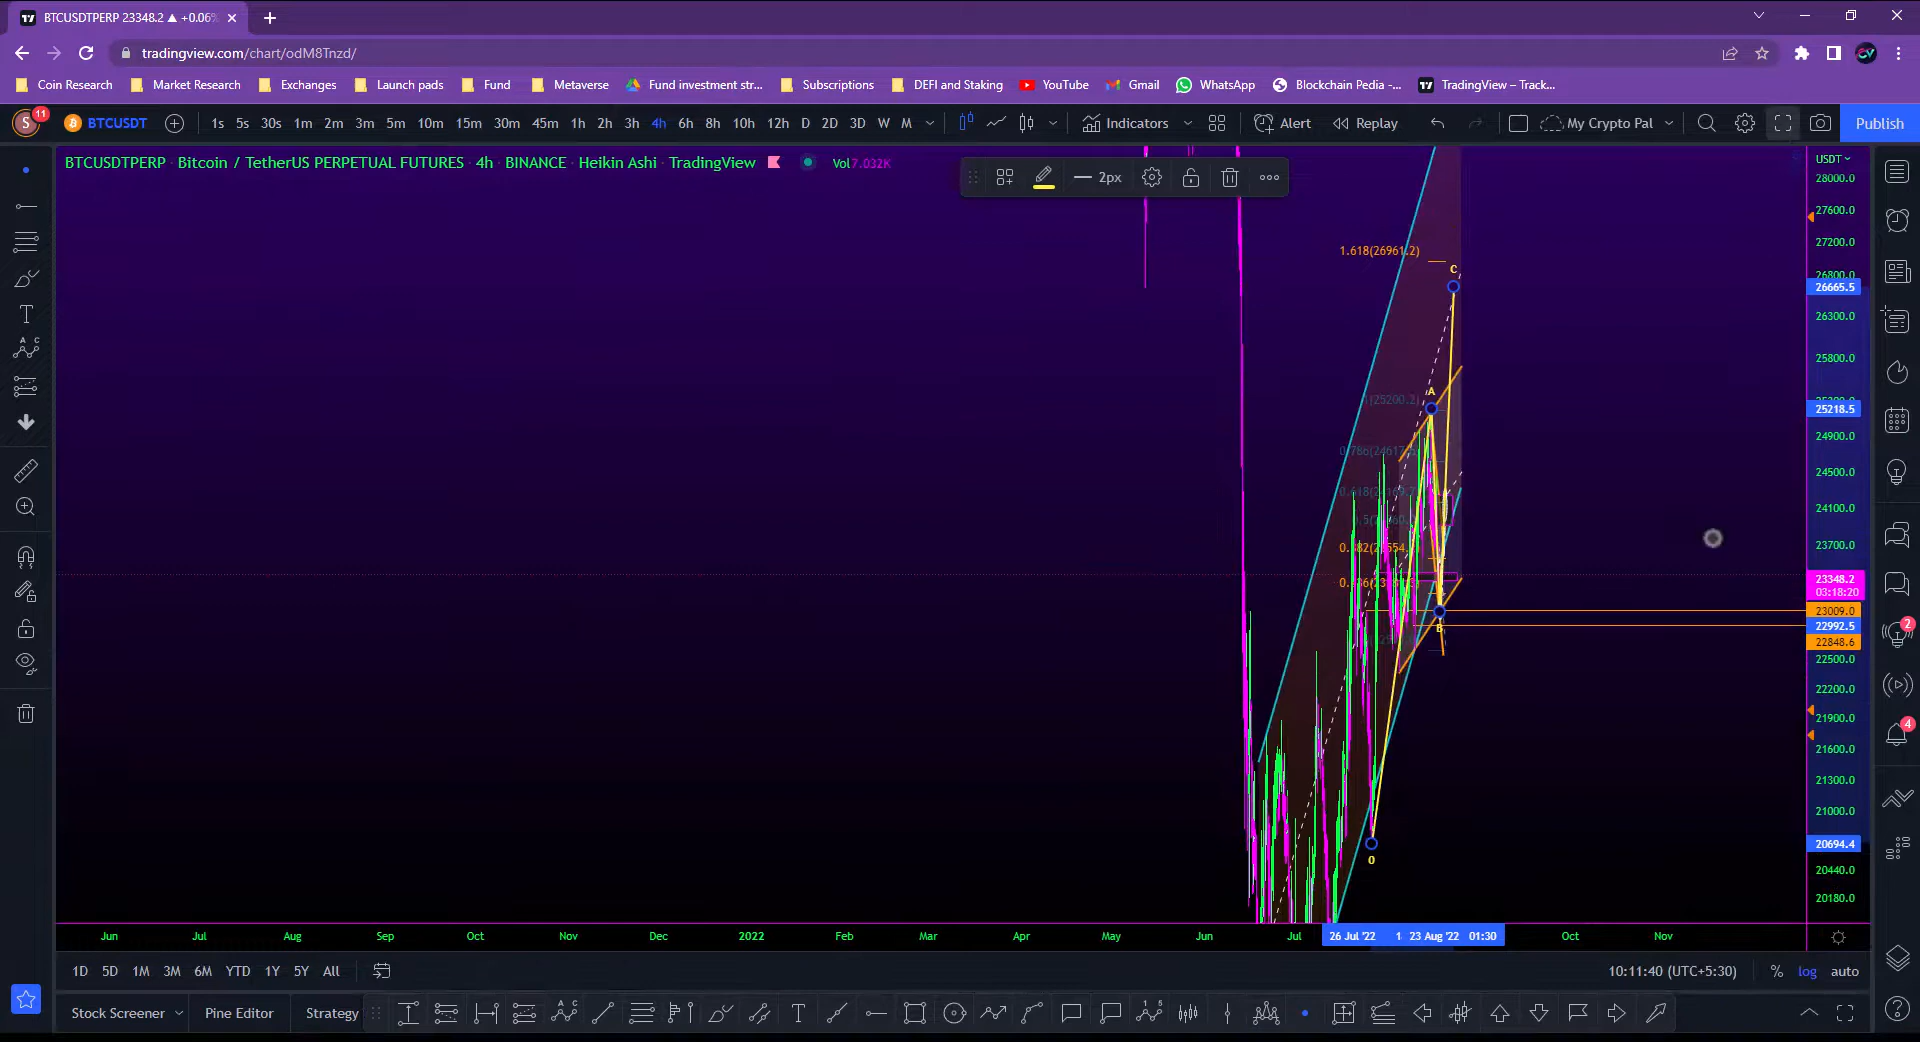 BTCUSDTPERP 23348.2 ▲ +0.06%
tradingview.com/chart/odM8Tnzd/
Coin Research Market Research Exchanges Launch pads Fund Metaverse Fund investment str... Subscriptions DEFI and Staking YouTube Gmail WhatsApp Blockchain Pedia -... TradingView – Track...
S 11 BTCUSDT 1s 5s 30s 1m 2m 3m 5m 10m 15m 30m 45m 1h 2h 3h 4h 6h 8h 10h 12h D 2D 3D W M Indicators Alert Replay My Crypto Pal Publish
BTCUSDTPERP · Bitcoin / TetherUS PERPETUAL FUTURES · 4h · BINANCE · Heikin Ashi · TradingView Vol 7.032K
2px
USDT
28000.0
27600.0
27200.0
1.618(26961.2)
C
26800.0
26665.5
26300.0
25800.0
A
1(25200.2)
25218.5
24900.0
24500.0
24100.0
23700.0
23348.2
03:18:20
23009.0
B
22992.5
22848.6
22500.0
22200.0
21900.0
21600.0
21300.0
21000.0
20694.4
O
20440.0
20180.0
2
4
Jun Jul Aug Sep Oct Nov Dec 2022 Feb Mar Apr May Jun Jul 26 Jul '22 23 Aug '22 01:30 Oct Nov
1D 5D 1M 3M 6M YTD 1Y 5Y All 10:11:40 (UTC+5:30) % log auto
Stock Screener Pine Editor Strategy